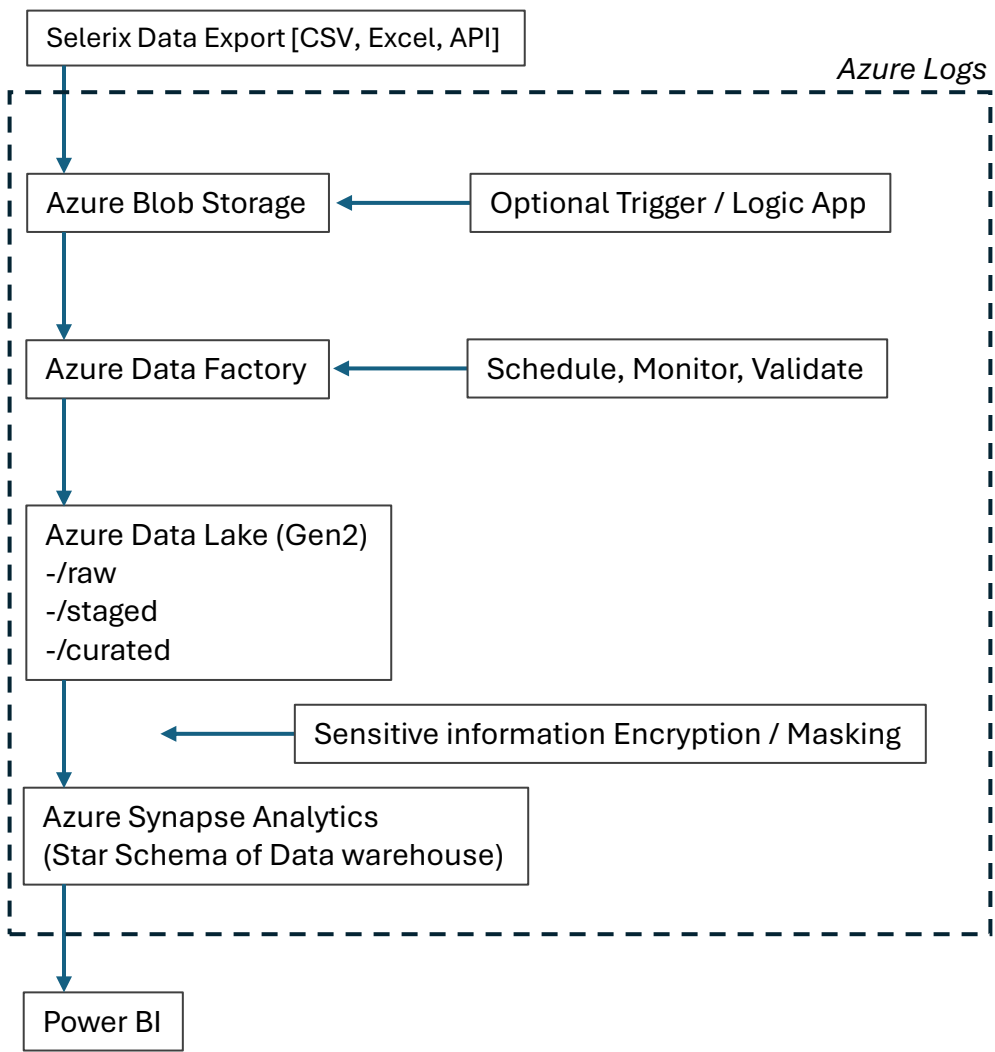 Selerix Data Export [CSV, Excel, API]
Azure Logs
Azure Blob Storage
Optional Trigger / Logic App
Azure Data Factory
Schedule, Monitor, Validate
Azure Data Lake (Gen2)
-/raw
-/staged
-/curated
Sensitive information Encryption / Masking
Azure Synapse Analytics
(Star Schema of Data warehouse)
Power BI